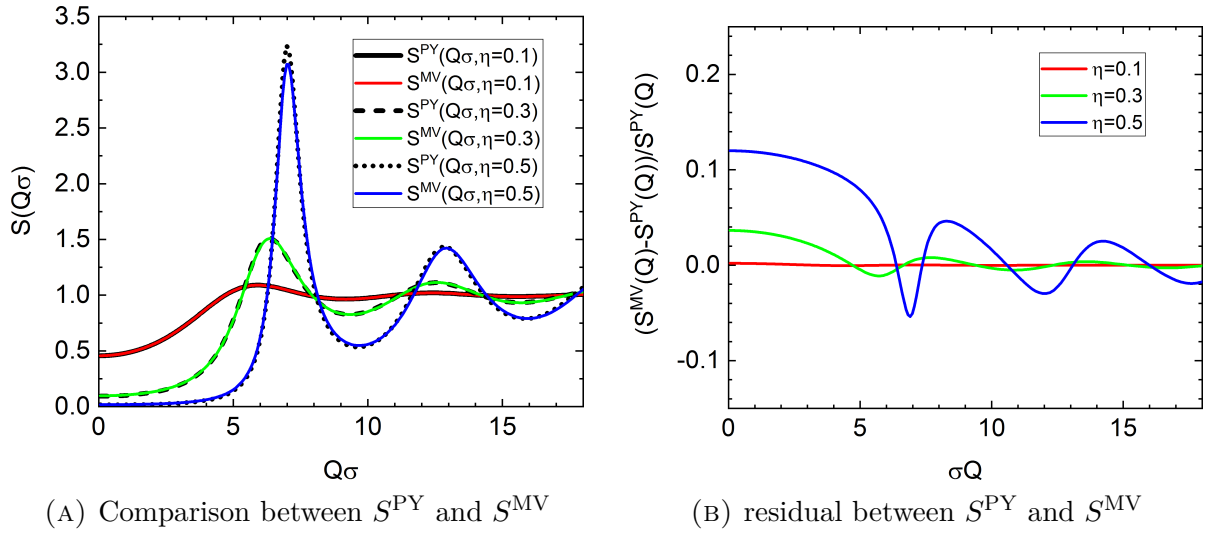 3.5
3.0
2.5
2.0
1.5
1.0
0.5
0.0
0 5 10 15
S(Qσ)
Qσ
S^PY(Qσ,η=0.1)
S^MV(Qσ,η=0.1)
S^PY(Qσ,η=0.3)
S^MV(Qσ,η=0.3)
S^PY(Qσ,η=0.5)
S^MV(Qσ,η=0.5)
(A) Comparison between S^PY and S^MV
0.2
0.1
0.0
-0.1
0 5 10 15
(S^MV(Q)-S^PY(Q))/S^PY(Q)
σQ
η=0.1
η=0.3
η=0.5
(B) residual between S^PY and S^MV